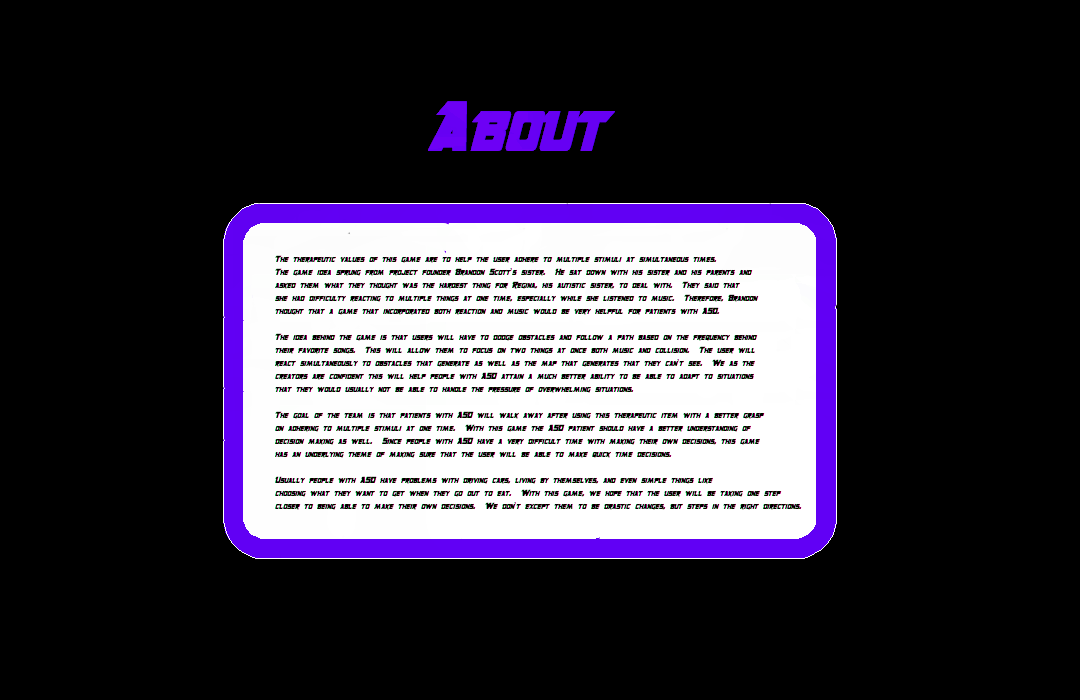 About
The therapeutic values of this game are to help the user adhere to multiple stimuli at simultaneous times.
The game idea sprung from project founder Brandon Scott's sister. He sat down with his sister and his parents and
asked them what they thought was the hardest thing for Regina, his autistic sister, to deal with. They said that
she had difficulty reacting to multiple things at one time, especially while she listened to music. Therefore, Brandon
thought that a game that incorporated both reaction and music would be very helpful for patients with ASD.
The idea behind the game is that users will have to dodge obstacles and follow a path based on the frequency behind
their favorite songs. This will allow them to focus on two things at once both music and collision. The user will
react simultaneously to obstacles that generate as well as the map that generates that they can't see. We as the
creators are confident this will help people with ASD attain a much better ability to be able to adapt to situations
that they would usually not be able to handle the pressure of overwhelming situations.
The goal of the team is that patients with ASD will walk away after using this therapeutic item with a better grasp
on adhering to multiple stimuli at one time. With this game the ASD patient should have a better understanding of
decision making as well. Since people with ASD have a very difficult time with making their own decisions, this game
has an underlying theme of making sure that the user will be able to make quick time decisions.
Usually people with ASD have problems with driving cars, living by themselves, and even simple things like
choosing what they want to get when they go out to eat. With this game, we hope that the user will be taking one step
closer to being able to make their own decisions. We don't except them to be drastic changes, but steps in the right directions.